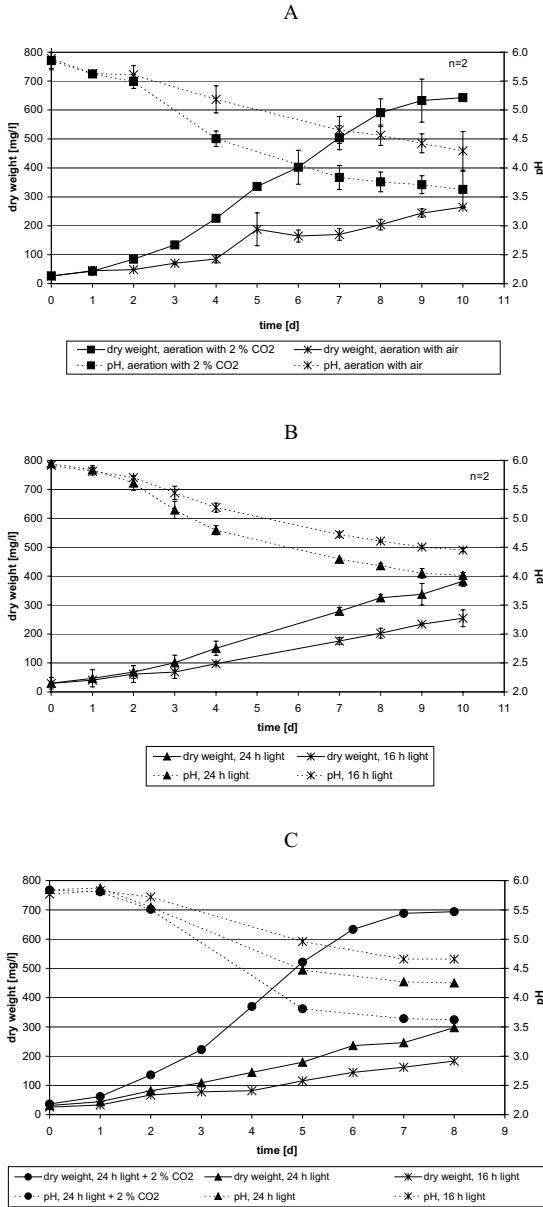 A
n=2
dry weight [mg/l]
800
700
600
500
400
300
200
100
0
pH
6.0
5.5
5.0
4.5
4.0
3.5
3.0
2.5
2.0
0 1 2 3 4 5 6 7 8 9 10 11
time [d]
dry weight, aeration with 2 % CO2 dry weight, aeration with air
pH, aeration with 2 % CO2 pH, aeration with air
B
n=2
dry weight [mg/l]
800
700
600
500
400
300
200
100
0
pH
6.0
5.5
5.0
4.5
4.0
3.5
3.0
2.5
2.0
0 1 2 3 4 5 6 7 8 9 10 11
time [d]
dry weight, 24 h light dry weight, 16 h light
pH, 24 h light pH, 16 h light
C
dry weight [mg/l]
800
700
600
500
400
300
200
100
0
pH
6.0
5.5
5.0
4.5
4.0
3.5
3.0
2.5
2.0
0 1 2 3 4 5 6 7 8 9
time [d]
dry weight, 24 h light + 2 % CO2 dry weight, 24 h light dry weight, 16 h light
pH, 24 h light + 2 % CO2 pH, 24 h light pH, 16 h light